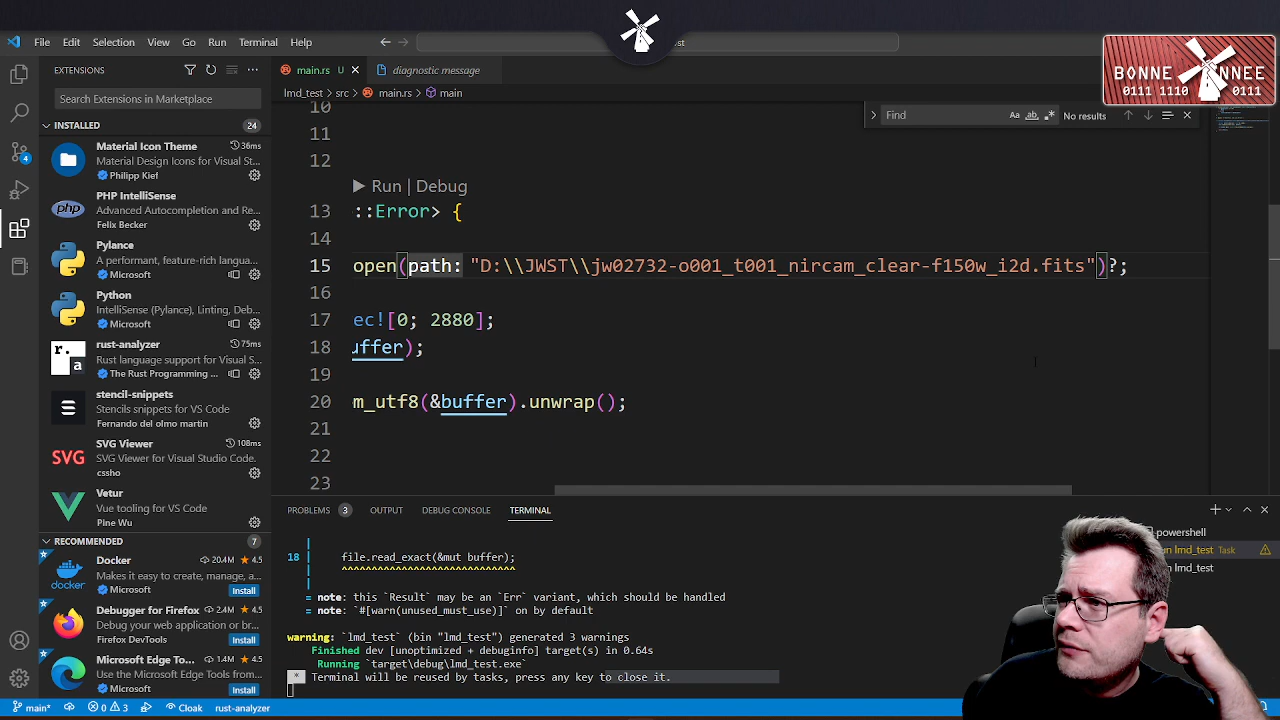 File Edit Selection View Go Run Terminal Help
st
BONNE NNEE
0111 1110 0111
EXTENSIONS
main.rs U
diagnostic message
Search Extensions in Marketplace
lmd_test > src > main.rs > main
Find
Aa ab .*
No results
INSTALLED 24
Material Icon Theme 36ms
Material Design Icons for Visual St...
Philipp Kief
PHP IntelliSense
Advanced Autocompletion and Re...
Felix Becker
Pylance
A performant, feature-rich langua...
Microsoft
Python
IntelliSense (Pylance), Linting, Deb...
Microsoft
rust-analyzer 75ms
Rust language support for Visual S...
The Rust Programming ...
stencil-snippets
Stencils snippets for VS Code
Fernando del olmo martin
SVG Viewer 108ms
SVG Viewer for Visual Studio Code.
cssho
Vetur
Vue tooling for VS Code
Pine Wu
RECOMMENDED 7
Docker 20.4M 4.5
Makes it easy to create, manage, a...
Microsoft Install
Debugger for Firefox 2.4M 4.5
Debug your web application or br...
Firefox DevTools Install
Microsoft Edge To... 1.4M 4.5
Use the Microsoft Edge Tools from...
Microsoft Install
10
11
12
Run | Debug
13 ::Error> {
14
15 open(path: "D:\\JWST\\jw02732-o001_t001_nircam_clear-f150w_i2d.fits")?;
16
17 ec![0; 2880];
18 uffer);
19
20 m_utf8(&buffer).unwrap();
21
22
23
PROBLEMS 3 OUTPUT DEBUG CONSOLE TERMINAL
|
18 | file.read_exact(&mut buffer);
| ^^^^^^^^^^^^^^^^^^^^^^^^^^^^^
|
= note: this `Result` may be an `Err` variant, which should be handled
= note: `#[warn(unused_must_use)]` on by default
warning: `lmd_test` (bin "lmd_test") generated 3 warnings
Finished dev [unoptimized + debuginfo] target(s) in 0.64s
Running `target\debug\lmd_test.exe`
* Terminal will be reused by tasks, press any key to close it.
powershell
n lmd_test Task
n lmd_test
4
main* 0 3 Cloak rust-analyzer